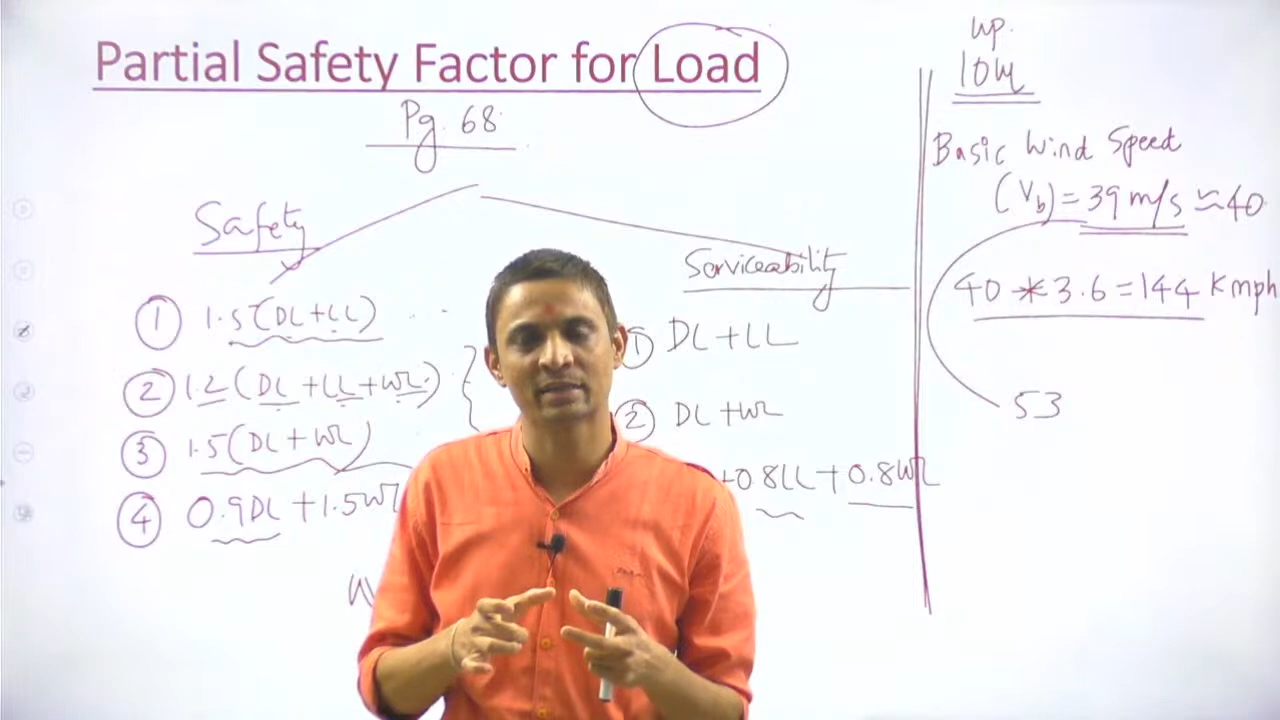 Partial Safety Factor for Load
Pg. 68
Safety
① 1.5(DL+LL)
② 1.2(DL+LL+WL)
③ 1.5(DL+WL)
④ 0.9DL+1.5WL
Serviceability
① DL+LL
② DL+WL
+0.8LL+0.8WL
up.
10m
Basic Wind Speed
(Vb)=39m/s≈40
40*3.6=144 Kmph
53